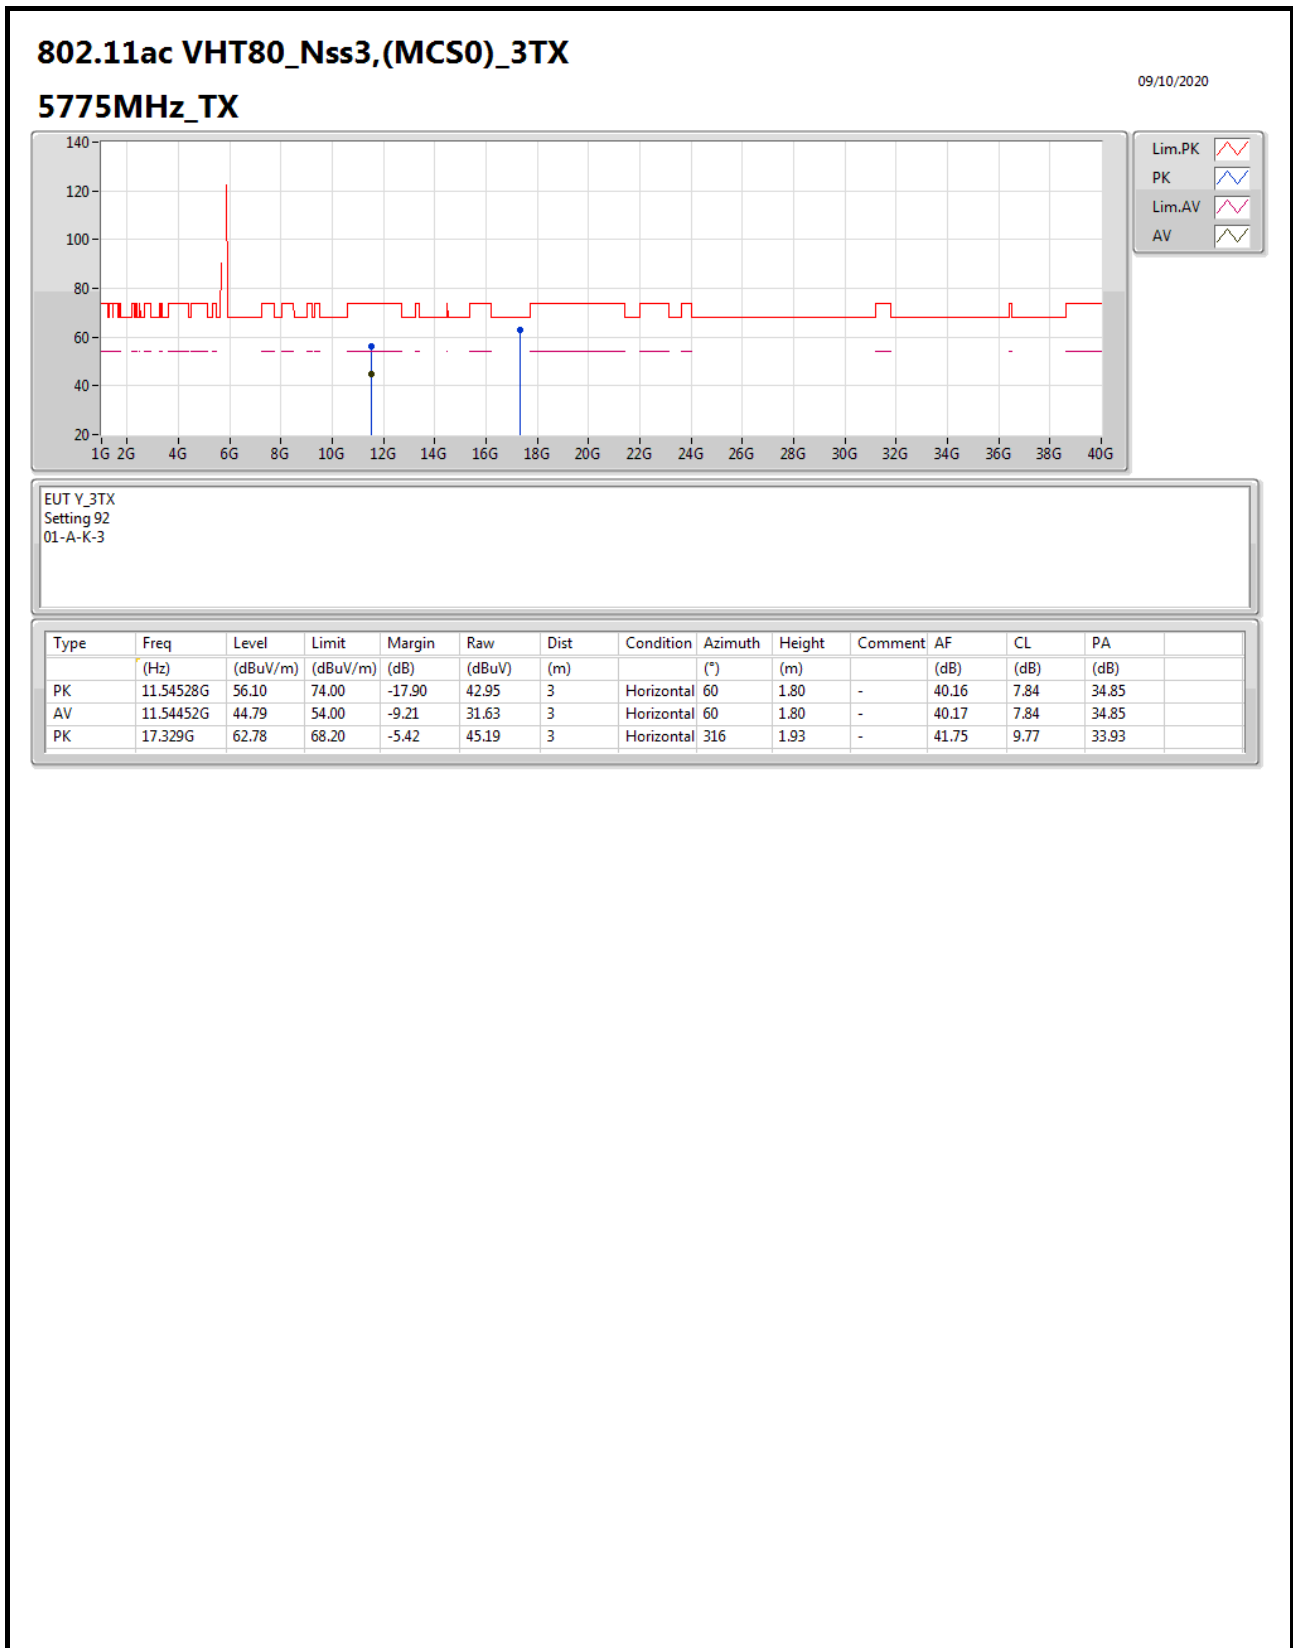 802.11ac VHT80_Nss3,(MCS0)_3TX
09/10/2020
5775MHz_TX
140
120
100
80
60
40
20
1G 2G 4G 6G 8G 10G 12G 14G 16G 18G 20G 22G 24G 26G 28G 30G 32G 34G 36G 38G 40G
Lim.PK
PK
Lim.AV
AV
EUT Y_3TX
Setting 92
01-A-K-3
Type Freq Level Limit Margin Raw Dist Condition Azimuth Height Comment AF CL PA
(Hz) (dBuV/m) (dBuV/m) (dB) (dBuV) (m) (°) (m) (dB) (dB) (dB)
PK 11.54528G 56.10 74.00 -17.90 42.95 3 Horizontal 60 1.80 - 40.16 7.84 34.85
AV 11.54452G 44.79 54.00 -9.21 31.63 3 Horizontal 60 1.80 - 40.17 7.84 34.85
PK 17.329G 62.78 68.20 -5.42 45.19 3 Horizontal 316 1.93 - 41.75 9.77 33.93